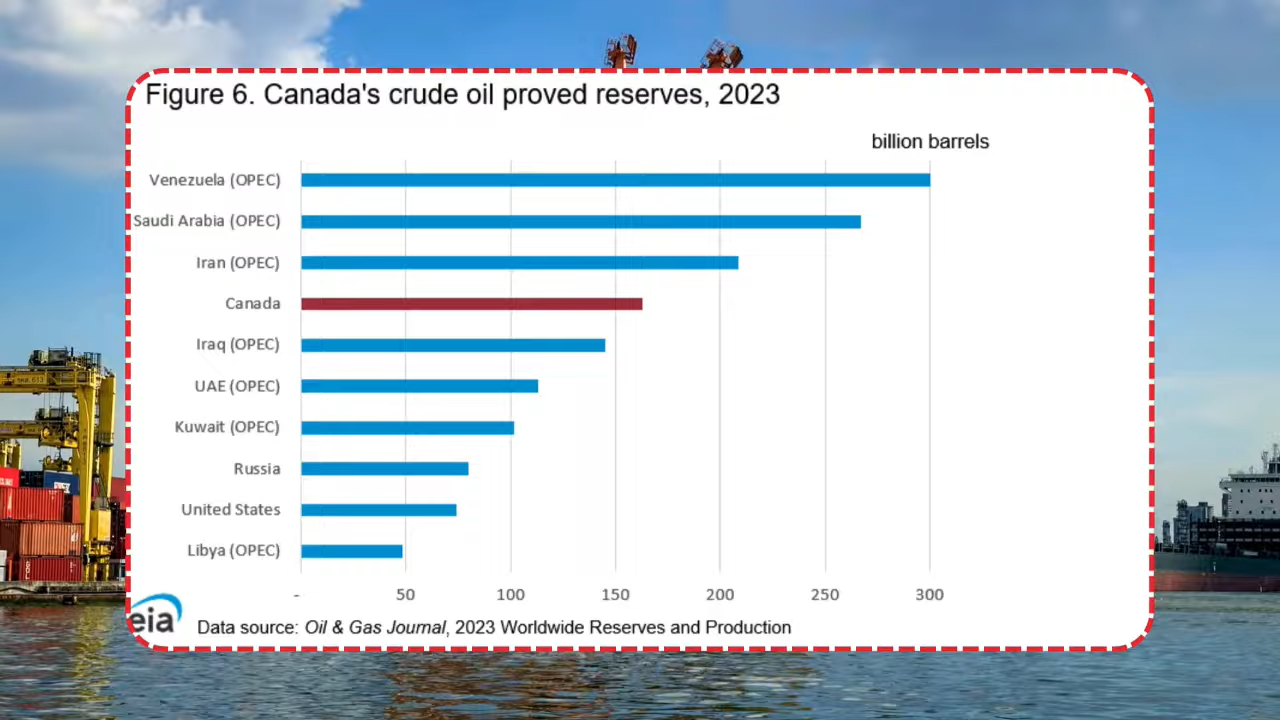 Figure 6. Canada's crude oil proved reserves, 2023
billion barrels
Venezuela (OPEC)
Saudi Arabia (OPEC)
Iran (OPEC)
Canada
Iraq (OPEC)
UAE (OPEC)
Kuwait (OPEC)
Russia
United States
Libya (OPEC)
- 50 100 150 200 250 300
eia
Data source: Oil & Gas Journal, 2023 Worldwide Reserves and Production